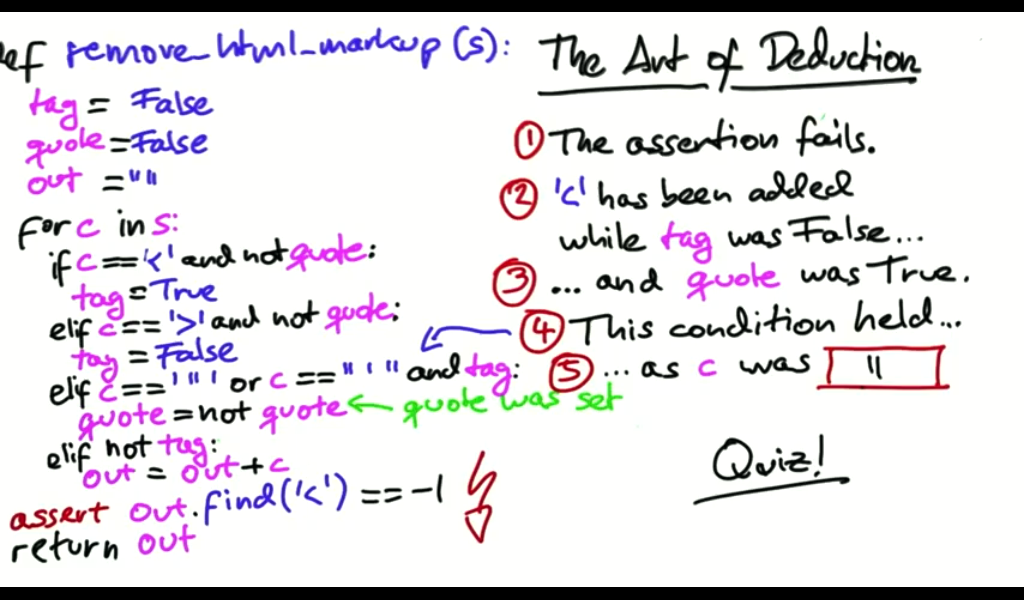 ef remove_html_markup (s):
tag = False
quote = False
out = ""
for c in s:
if c == '<' and not quote:
tag = True
elif c == '>' and not quote:
tag = False
elif c == '"' or c == "'" and tag:
quote = not quote ← quote was set
elif not tag:
out = out + c
assert out.find('<') == -1
return out
The Art of Deduction
① The assertion fails.
② '<' has been added
while tag was False...
③ ... and quote was True.
④ This condition held...
⑤ ... as c was "
Quiz!